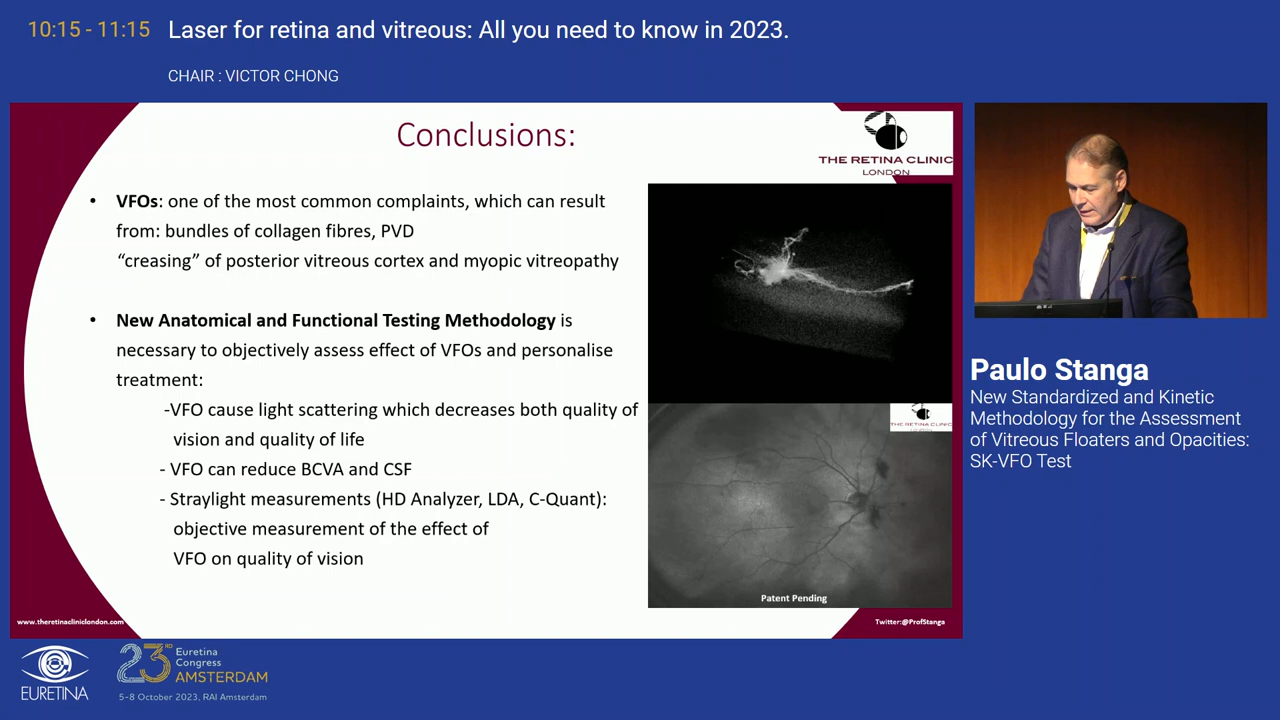 10:15 - 11:15
Laser for retina and vitreous: All you need to know in 2023.
CHAIR : VICTOR CHONG
Conclusions:
THE RETINA CLINIC
LONDON
• VFOs: one of the most common complaints, which can result
from: bundles of collagen fibres, PVD
“creasing” of posterior vitreous cortex and myopic vitreopathy
• New Anatomical and Functional Testing Methodology is
necessary to objectively assess effect of VFOs and personalise
treatment:
-VFO cause light scattering which decreases both quality of
vision and quality of life
- VFO can reduce BCVA and CSF
- Straylight measurements (HD Analyzer, LDA, C-Quant):
objective measurement of the effect of
VFO on quality of vision
THE RETINA CLINIC
Patent Pending
www.theretinacliniclondon.com
Twitter:@ProfStanga
Paulo Stanga
New Standardized and Kinetic
Methodology for the Assessment
of Vitreous Floaters and Opacities:
SK-VFO Test
EURETINA
23RD
Euretina
Congress
AMSTERDAM
5-8 October 2023, RAI Amsterdam